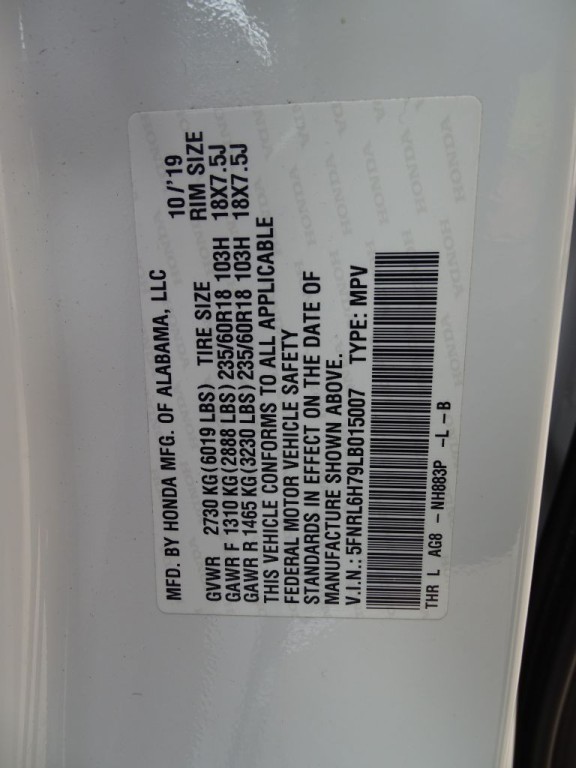 MFD. BY HONDA MFG. OF ALABAMA, LLC 10/'19
GVWR 2730 KG(6019 LBS) TIRE SIZE RIM SIZE
GAWR F 1310 KG(2888 LBS) 235/60R18 103H 18X7.5J
GAWR R 1465 KG(3230 LBS) 235/60R18 103H 18X7.5J
THIS VEHICLE CONFORMS TO ALL APPLICABLE
FEDERAL MOTOR VEHICLE SAFETY
STANDARDS IN EFFECT ON THE DATE OF
MANUFACTURE SHOWN ABOVE.
V.I.N.: 5FNRL6H79LB015007 TYPE: MPV
THR L AG8 - NH883P -L-B